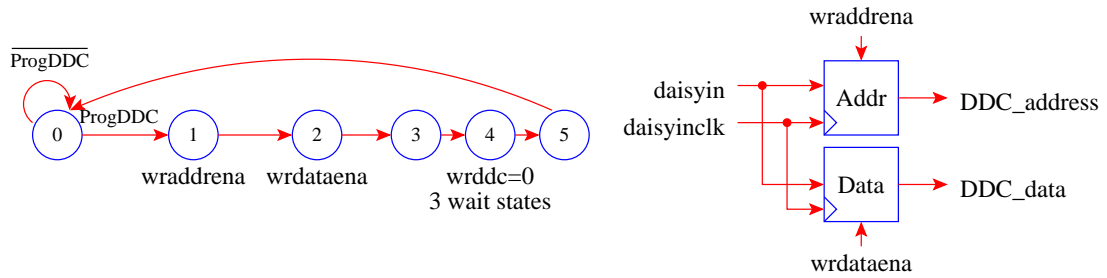 ProgDDC
ProgDDC
0
1
2
3
4
5
wraddrena
wrdataena
wrddc=0
3 wait states
wraddrena
daisyin
Addr
DDC_address
daisyinclk
Data
DDC_data
wrdataena